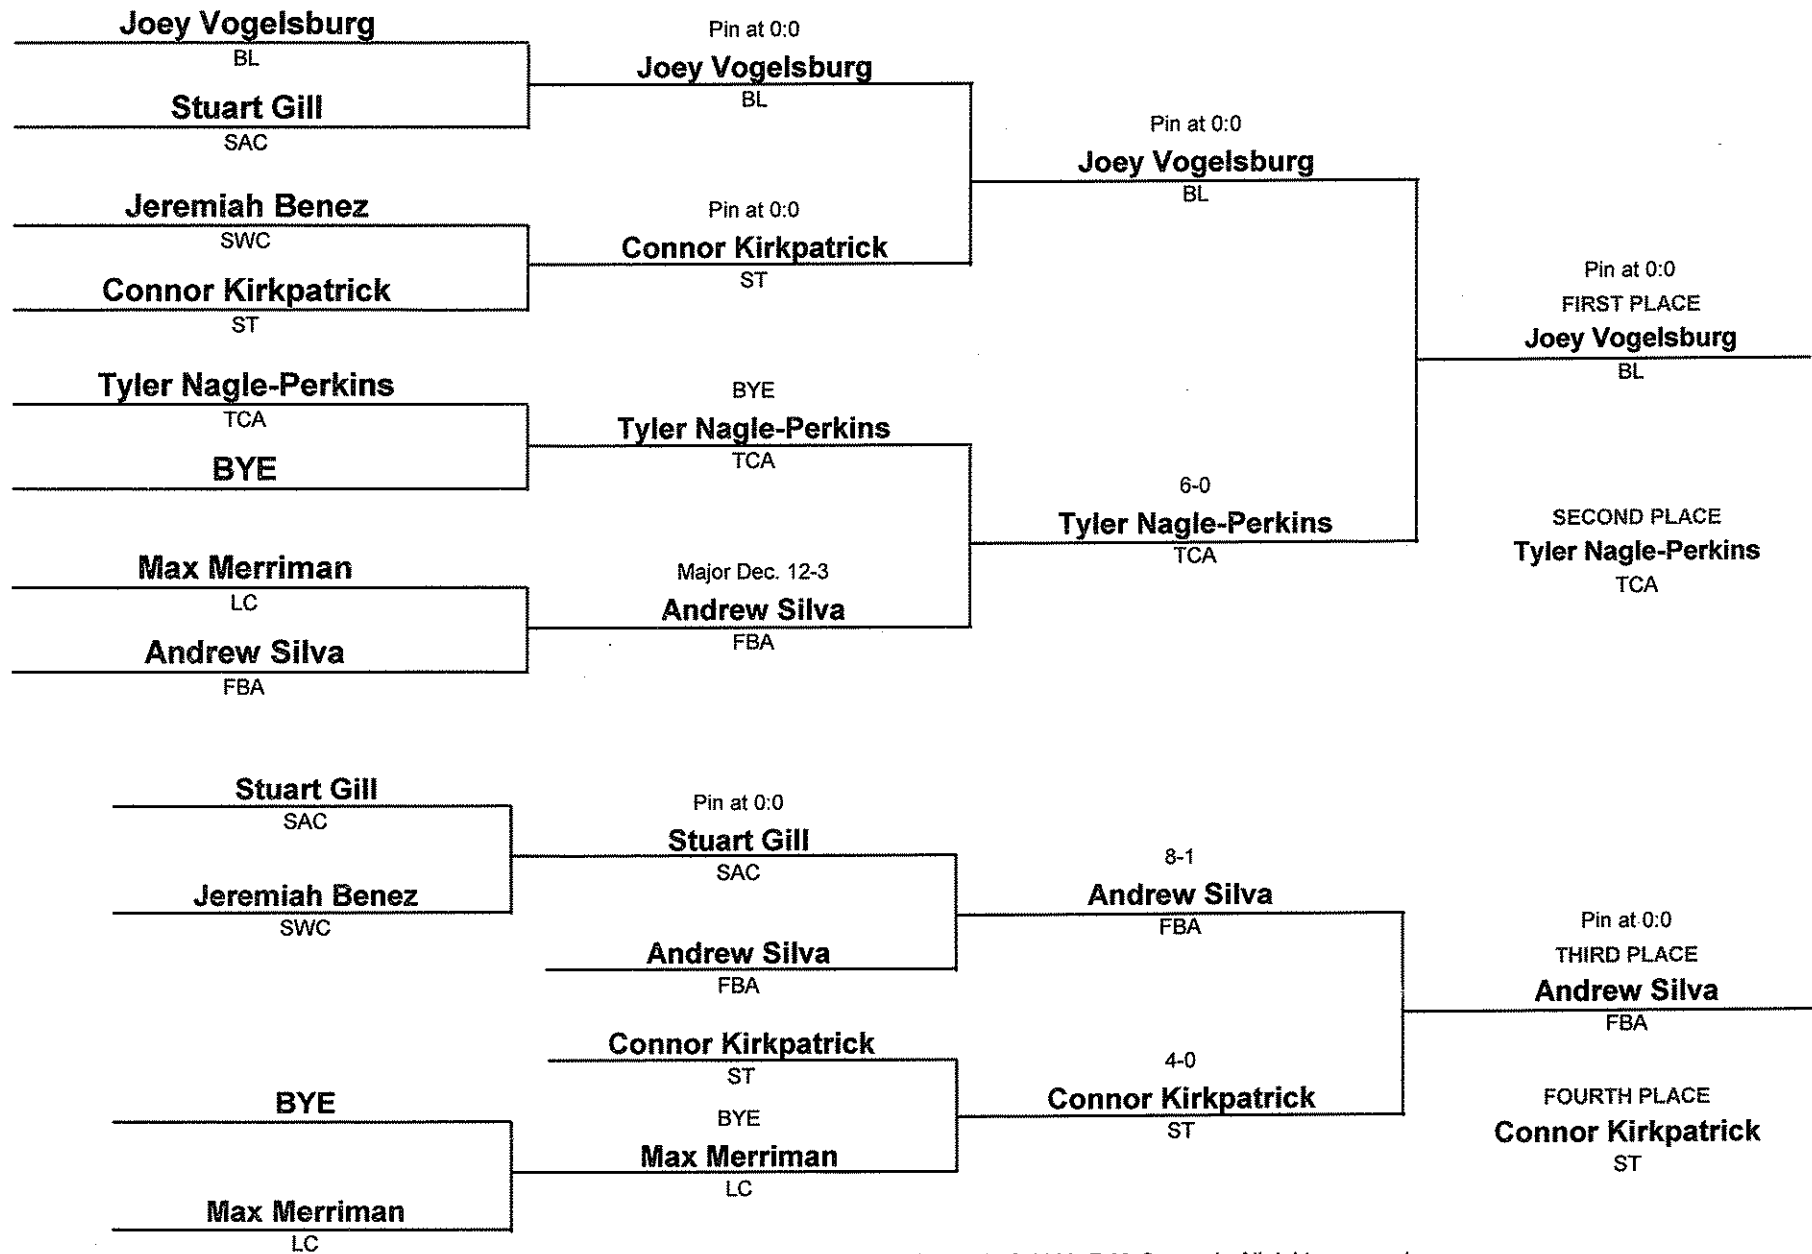 Joey Vogelsburg
BL
Stuart Gill
SAC
Jeremiah Benez
SWC
Connor Kirkpatrick
ST
Tyler Nagle-Perkins
TCA
BYE
Max Merriman
LC
Andrew Silva
FBA
Pin at 0:0
Joey Vogelsburg
BL
Pin at 0:0
Connor Kirkpatrick
ST
BYE
Tyler Nagle-Perkins
TCA
Major Dec. 12-3
Andrew Silva
FBA
Pin at 0:0
Joey Vogelsburg
BL
6-0
Tyler Nagle-Perkins
TCA
Pin at 0:0
FIRST PLACE
Joey Vogelsburg
BL
SECOND PLACE
Tyler Nagle-Perkins
TCA
Stuart Gill
SAC
Jeremiah Benez
SWC
BYE
Max Merriman
LC
Pin at 0:0
Stuart Gill
SAC
Andrew Silva
FBA
Connor Kirkpatrick
ST
BYE
Max Merriman
LC
8-1
Andrew Silva
FBA
4-0
Connor Kirkpatrick
ST
Pin at 0:0
THIRD PLACE
Andrew Silva
FBA
FOURTH PLACE
Connor Kirkpatrick
ST